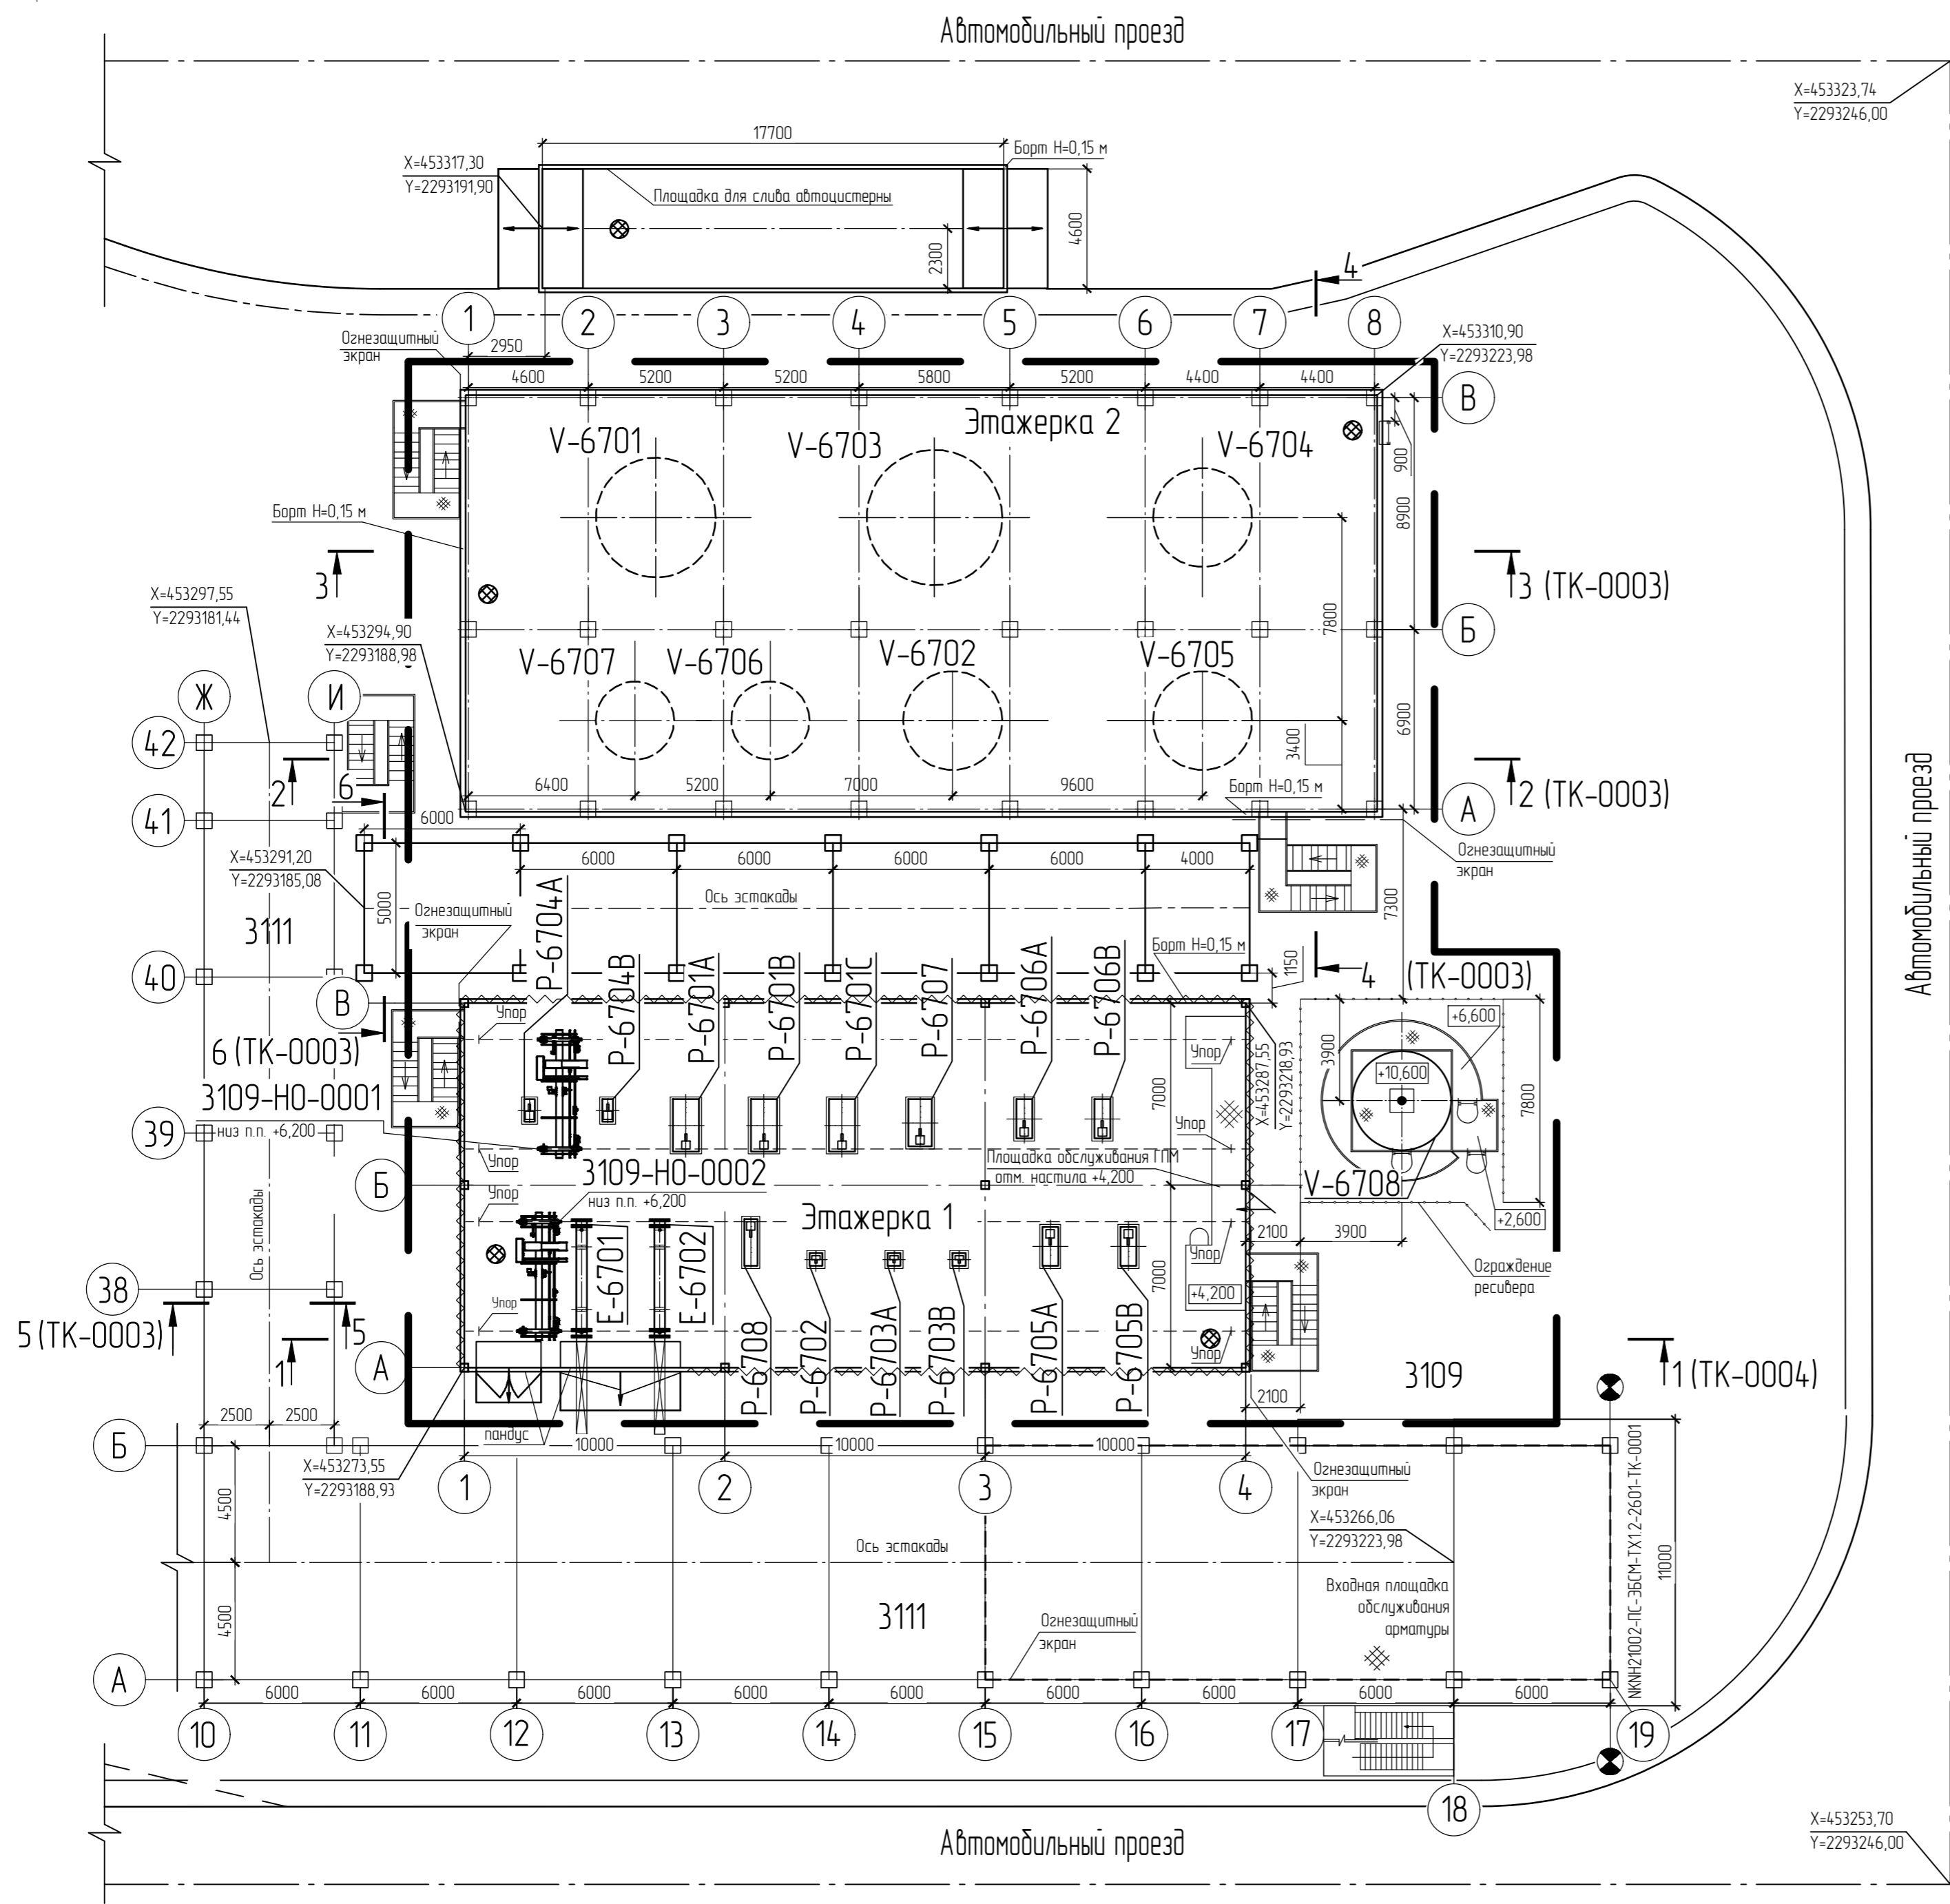 Автомобильный проезд
X=453323,74
Y=2293246,00
17700
Борт H=0,15 м
X=453317,30
Y=2293191,90
Площадка для слива автоцистерны
4600
2300
4
1
2
3
4
5
6
7
8
Огнезащитный
экран
2950
X=453310,90
Y=2293223,98
4600
5200
5200
5800
5200
4400
4400
В
Этажерка 2
V-6701
V-6703
V-6704
900
8900
Борт H=0,15 м
3
3 (ТК-0003)
X=453297,55
Y=2293181,44
X=453294,90
Y=2293188,98
7800
Б
V-6707
V-6706
V-6702
V-6705
Ж
И
42
6900
3400
2
6
6400
5200
7000
9600
Борт H=0,15 м
2 (ТК-0003)
А
41
6000
X=453291,20
Y=2293185,08
6000
6000
6000
6000
4000
Огнезащитный
экран
5000
Ось эстакады
7300
3111
Огнезащитный
экран
P-6704A
P-6704B
P-6701A
P-6701B
P-6701C
P-6707
P-6706A
P-6706B
Борт H=0,15 м
1150
4
(ТК-0003)
40
В
Упор
Упор
+6,600
6 (ТК-0003)
3109-НО-0001
низ п.п. +6,200
39
7000
X=453287,55
Y=2293218,93
3900
+10,600
7800
Упор
Упор
3109-НО-0002
низ п.п. +6,200
Площадка обслуживания ГПМ
отм. настила +4,200
Б
Упор
V-6708
+2,600
Этажерка 1
2100
3900
Ось эстакады
E-6701
E-6702
Упор
7000
Ограждение
ресивера
38
+4,200
5 (ТК-0003)
5
Упор
Упор
1
1 (ТК-0004)
А
P-6708
P-6702
P-6703A
P-6703B
P-6705A
P-6705B
3109
2100
2500
2500
пандус
Б
10000
10000
10000
X=453273,55
Y=2293188,93
1
2
3
4
Огнезащитный
экран
X=453266,06
Y=2293223,98
4500
Ось эстакады
4500
Входная площадка
обслуживания
арматуры
3111
Огнезащитный
экран
NKNH21002-ПС-ЭБСМ-ТХ1.2-2601-ТК-0001
11000
А
6000
6000
6000
6000
6000
6000
6000
6000
6000
10
11
12
13
14
15
16
17
19
18
Автомобильный проезд
X=453253,70
Y=2293246,00
Автомобильный проезд